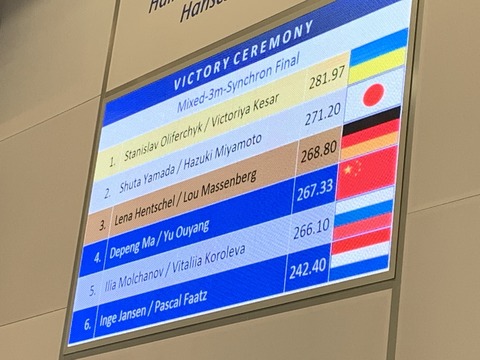 VICTORY CEREMONY
Mixed-3m-Synchron Final
1. Stanislav Oliferchyk / Victoriya Kesar 281.97
2. Shuta Yamada / Hazuki Miyamoto 271.20
3. Lena Hentschel / Lou Massenberg 268.80
4. Depeng Ma / Yu Ouyang 267.33
5. Ilia Molchanov / Vitaliia Koroleva 266.10
6. Inge Jansen / Pascal Faatz 242.40